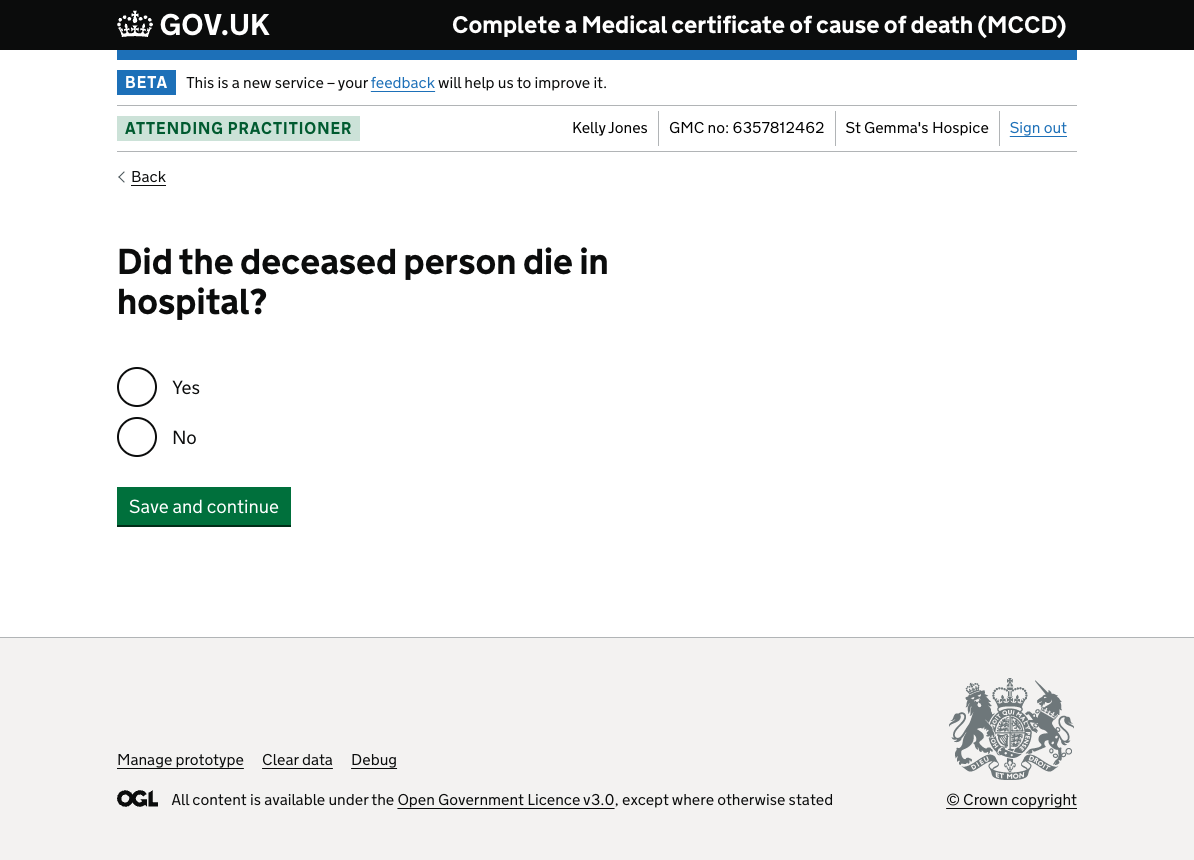 GOV.UK
Complete a Medical certificate of cause of death (MCCD)
BETA This is a new service – your feedback will help us to improve it.
ATTENDING PRACTITIONER
Kelly Jones
GMC no: 6357812462
St Gemma's Hospice
Sign out
Back
Did the deceased person die in
hospital?
Yes
No
Save and continue
Manage prototype
Clear data
Debug
OGL All content is available under the Open Government Licence v3.0, except where otherwise stated
© Crown copyright
DIEU ET MON DROIT